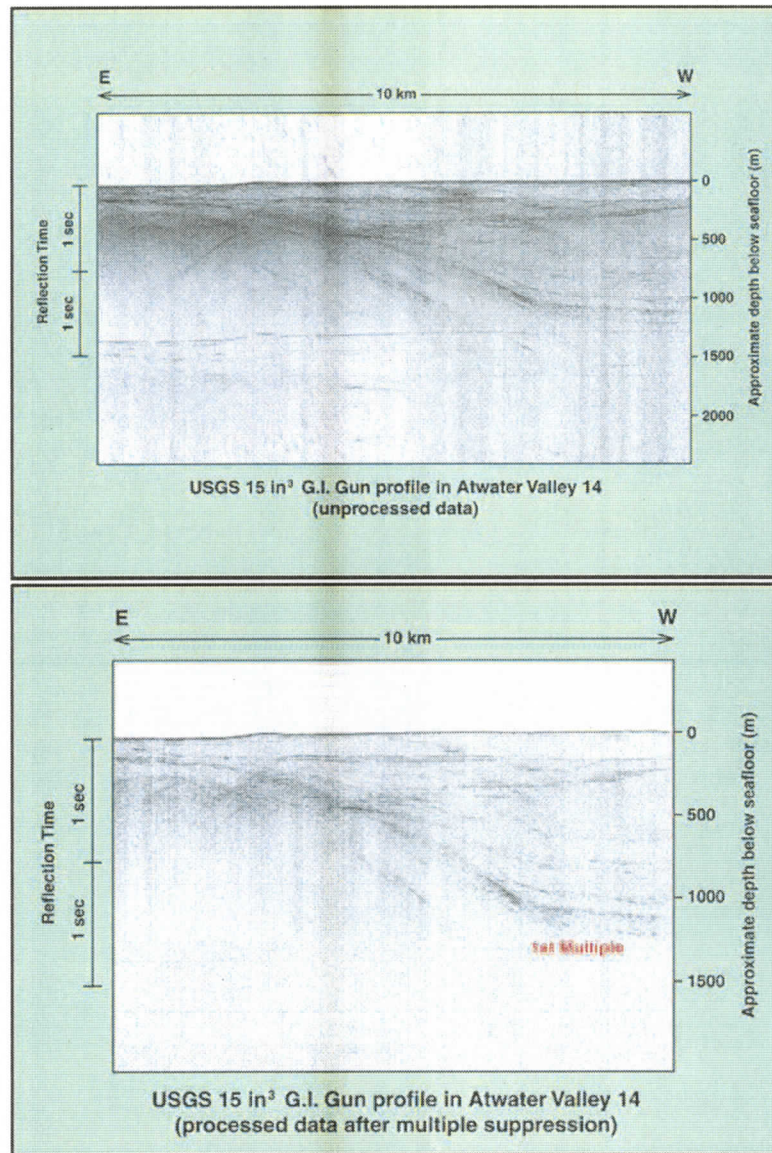 E W
10 km
0
500
1000
1500
2000
Reflection Time
1 sec
1 sec
Approximate depth below seafloor (m)
USGS 15 in³ G.I. Gun profile in Atwater Valley 14
(unprocessed data)
E W
10 km
0
500
1000
1500
Reflection Time
1 sec
1 sec
Approximate depth below seafloor (m)
1st Multiple
USGS 15 in³ G.I. Gun profile in Atwater Valley 14
(processed data after multiple suppression)